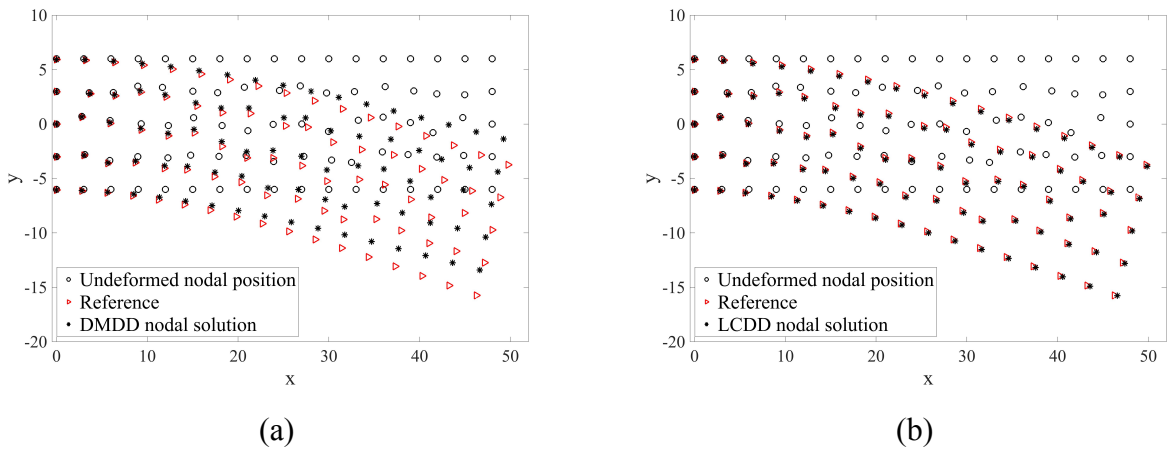 10
5
0
-5
-10
-15
-20
y
Undeformed nodal position
Reference
DMDD nodal solution
0 10 20 30 40 50
x
(a)
10
5
0
-5
-10
-15
-20
y
Undeformed nodal position
Reference
LCDD nodal solution
0 10 20 30 40 50
x
(b)